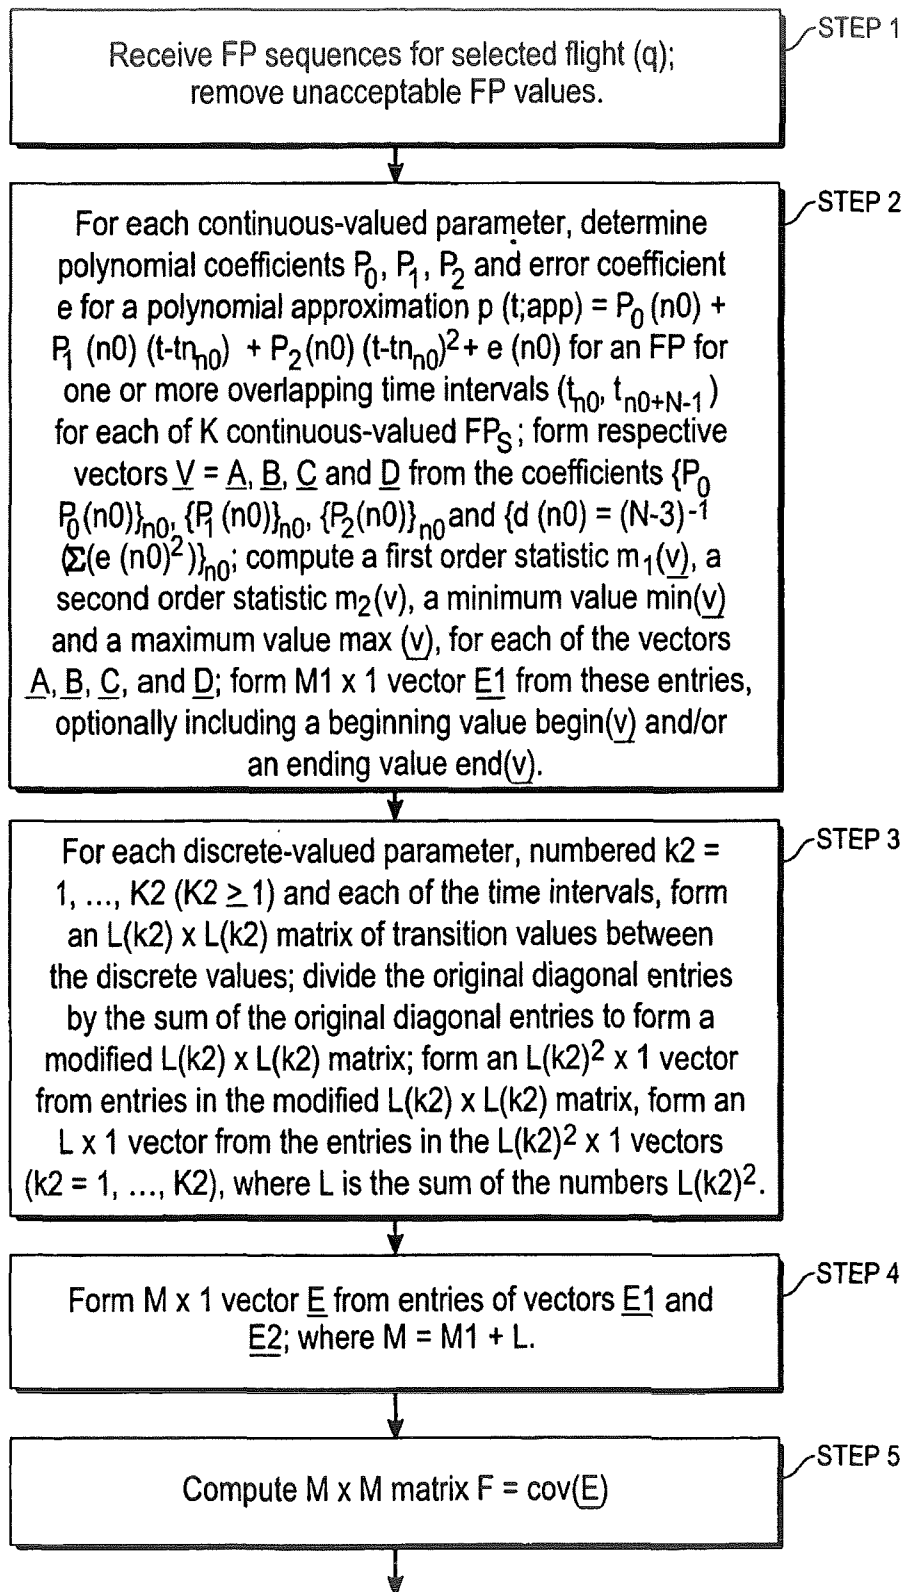 STEP 1
Receive FP sequences for selected flight (q);
remove unacceptable FP values.
STEP 2
For each continuous-valued parameter, determine
polynomial coefficients P₀, P₁, P₂ and error coefficient
e for a polynomial approximation p (t;app) = P₀ (n0) +
P₁ (n0) (t-tn_n0) + P₂(n0) (t-tn_n0)² + e (n0) for an FP for
one or more overlapping time intervals (t_n0, t_n0+N-1)
for each of K continuous-valued FP_S; form respective
vectors V = A, B, C and D from the coefficients {P₀
P₀(n0)}_n0, {P₁ (n0)}_n0, {P₂(n0)}_n0 and {d (n0) = (N-3)⁻¹
(Σ(e (n0)²)}_n0; compute a first order statistic m₁(v), a
second order statistic m₂(v), a minimum value min(v)
and a maximum value max (v), for each of the vectors
A, B, C, and D; form M1 x 1 vector E1 from these entries,
optionally including a beginning value begin(v) and/or
an ending value end(v).
STEP 3
For each discrete-valued parameter, numbered k2 =
1, ..., K2 (K2 ≥ 1) and each of the time intervals, form
an L(k2) x L(k2) matrix of transition values between
the discrete values; divide the original diagonal entries
by the sum of the original diagonal entries to form a
modified L(k2) x L(k2) matrix; form an L(k2)² x 1 vector
from entries in the modified L(k2) x L(k2) matrix, form an
L x 1 vector from the entries in the L(k2)² x 1 vectors
(k2 = 1, ..., K2), where L is the sum of the numbers L(k2)².
STEP 4
Form M x 1 vector E from entries of vectors E1 and
E2; where M = M1 + L.
STEP 5
Compute M x M matrix F = cov(E)